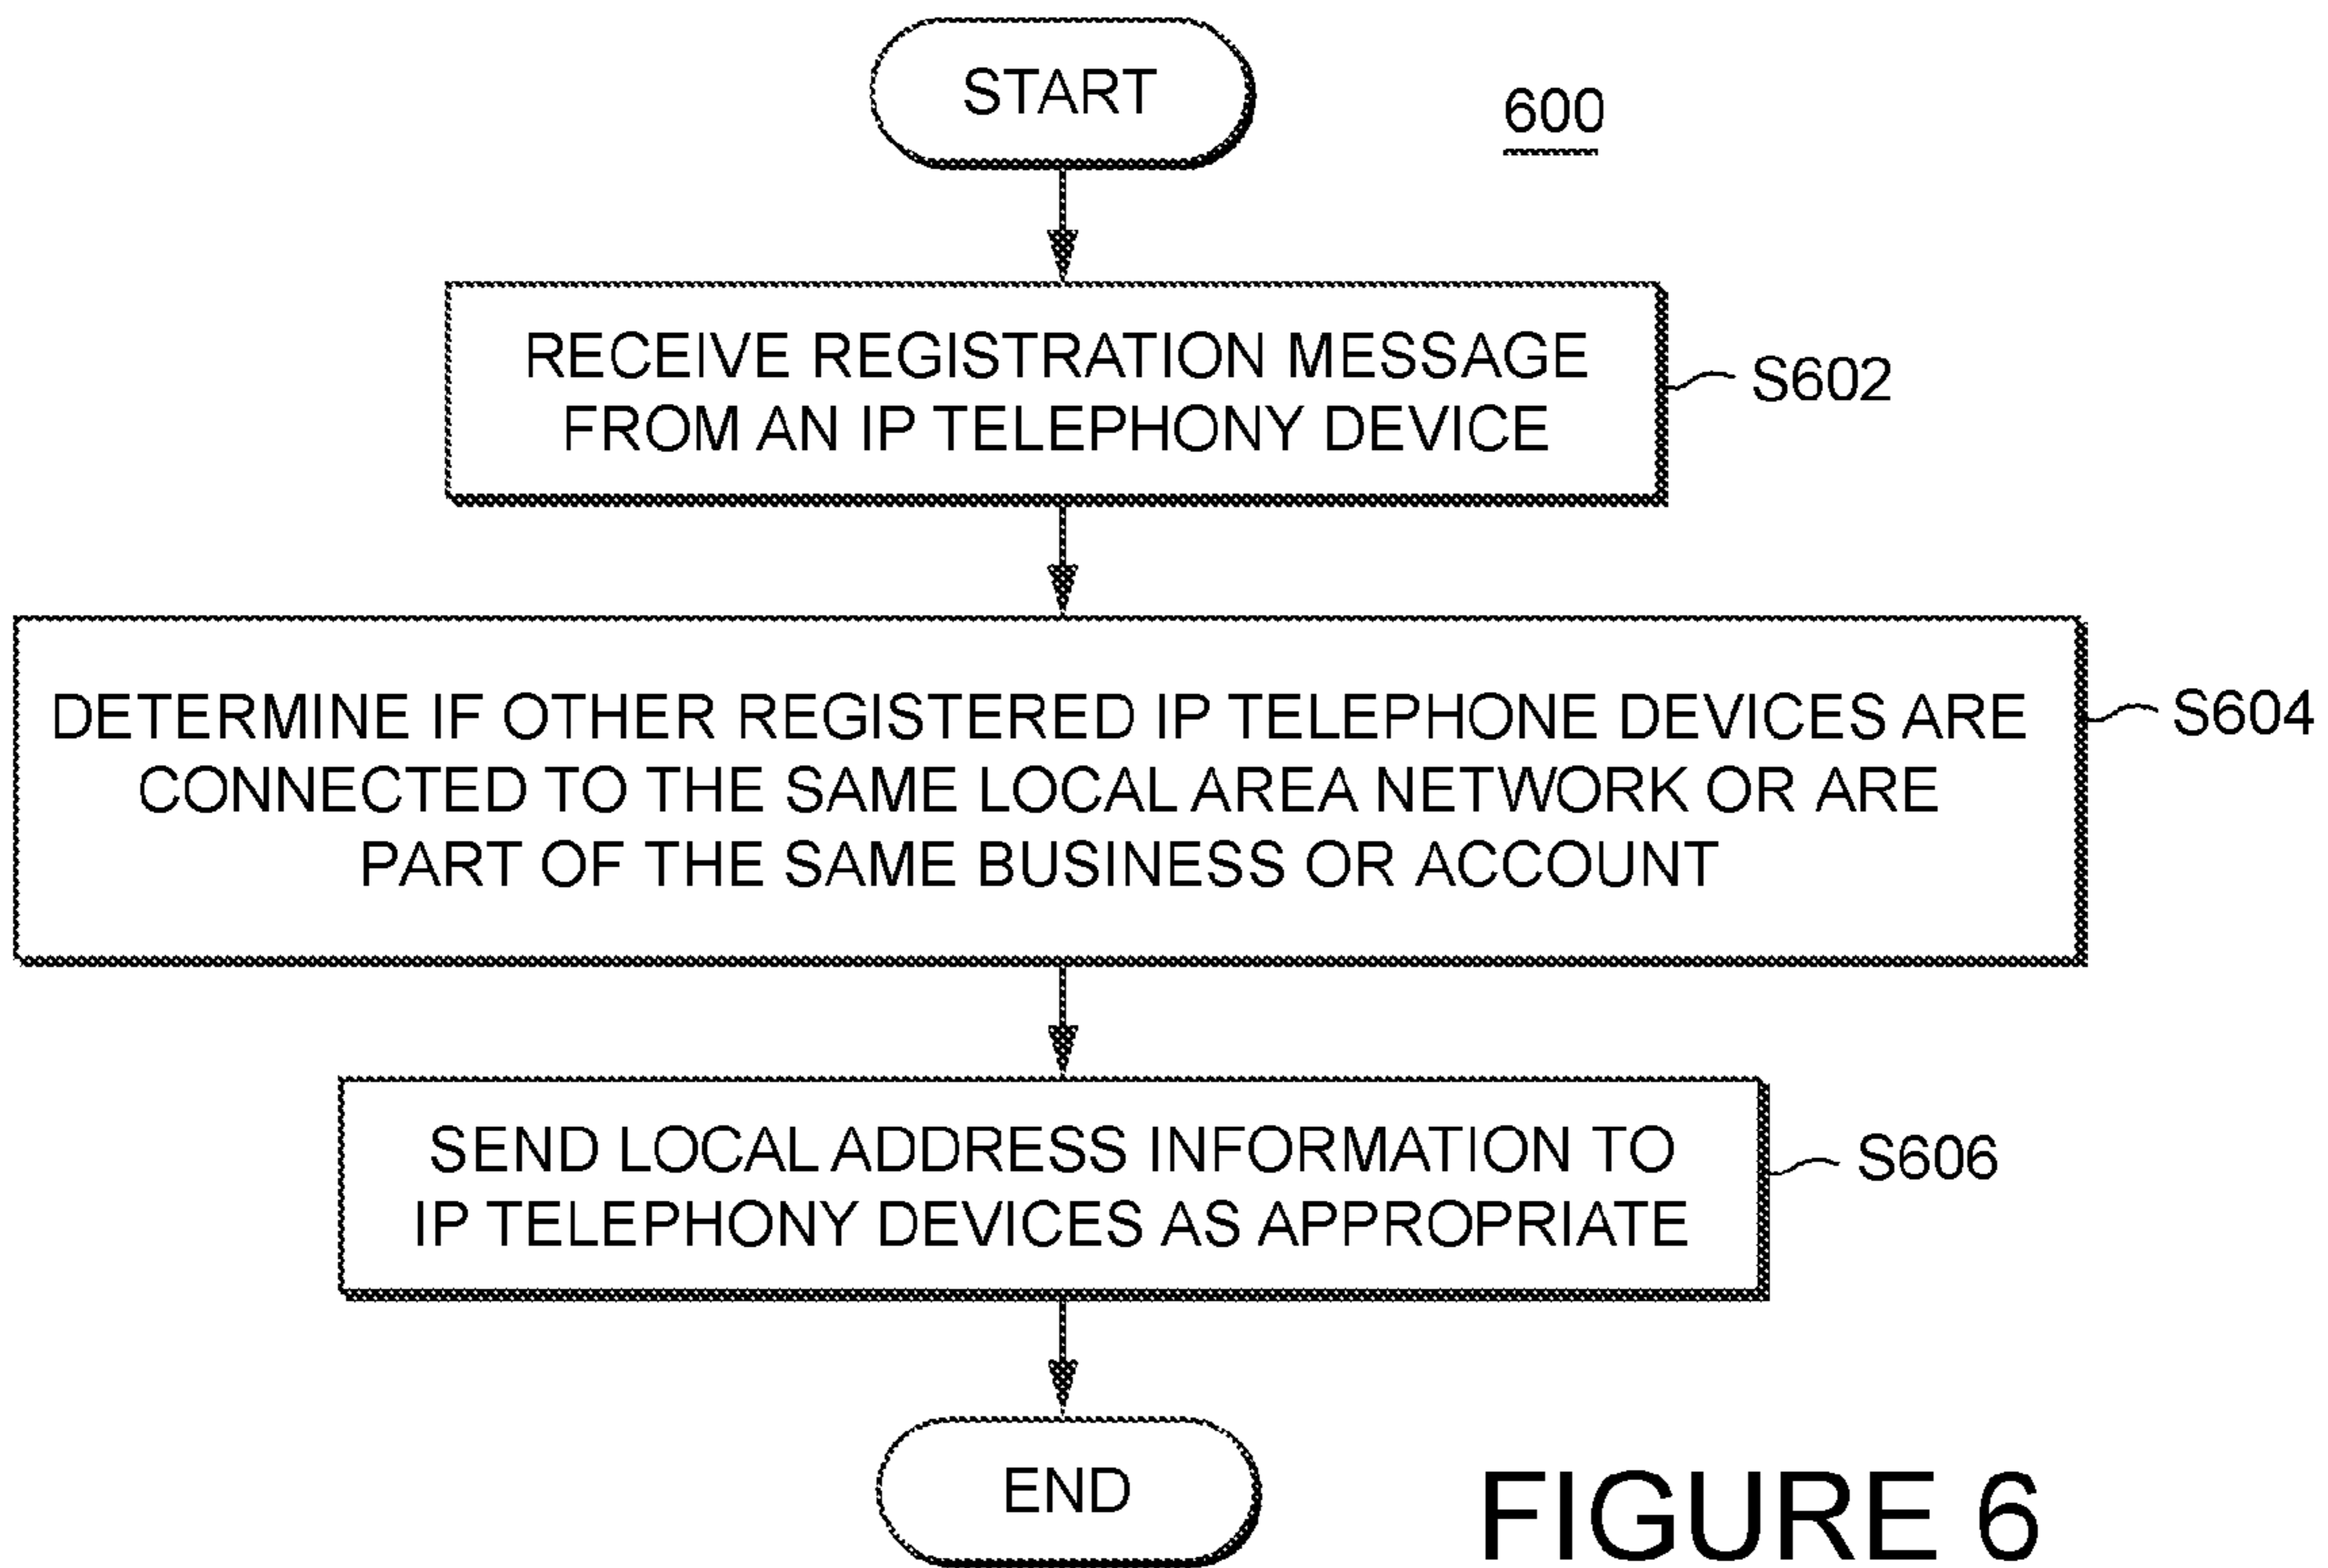 START
600
RECEIVE REGISTRATION MESSAGE
FROM AN IP TELEPHONY DEVICE
S602
DETERMINE IF OTHER REGISTERED IP TELEPHONE DEVICES ARE
CONNECTED TO THE SAME LOCAL AREA NETWORK OR ARE
PART OF THE SAME BUSINESS OR ACCOUNT
S604
SEND LOCAL ADDRESS INFORMATION TO
IP TELEPHONY DEVICES AS APPROPRIATE
S606
END
FIGURE 6